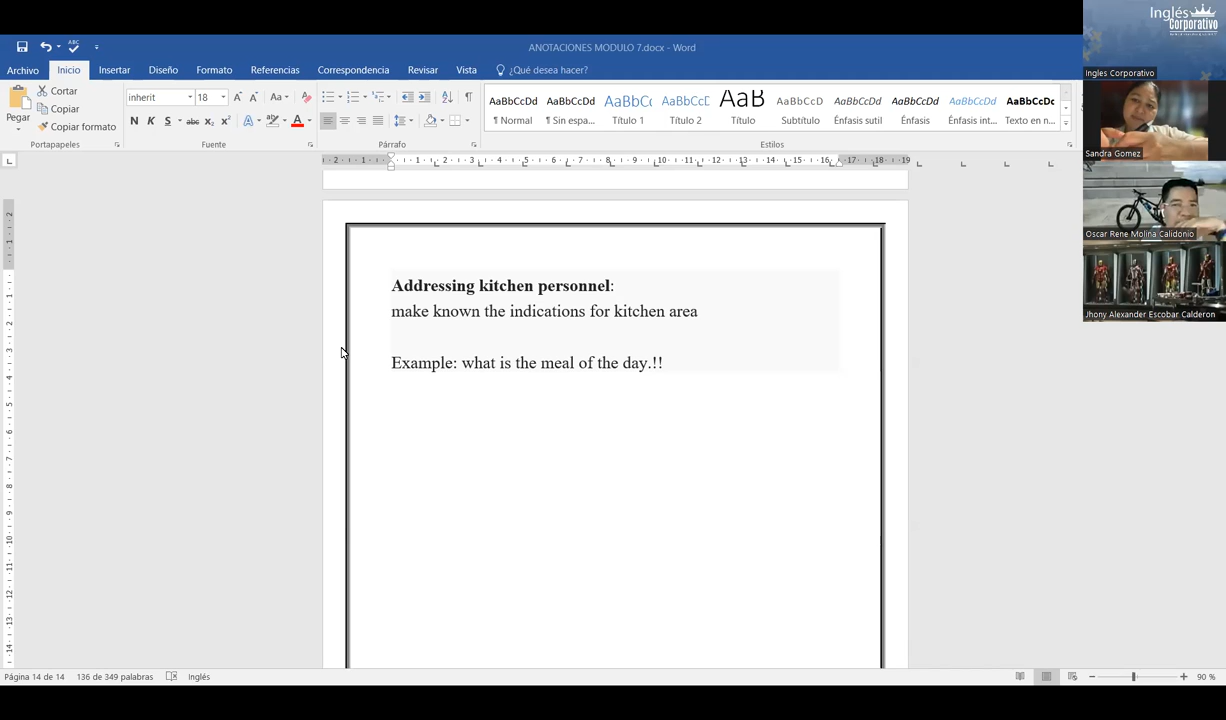 ANOTACIONES MODULO 7.docx - Word
Archivo Inicio Insertar Diseño Formato Referencias Correspondencia Revisar Vista ¿Qué desea hacer?
Pegar
Cortar
Copiar
Copiar formato
Portapapeles
inherit 18
Fuente
Párrafo
AaBbCcDd AaBbCcDd AaBbCc AaBbCcD AaB AaBbCcD AaBbCcDd AaBbCcDd AaBbCcDd AaBbCcDc
¶ Normal ¶ Sin espa... Título 1 Título 2 Título Subtítulo Énfasis sutil Énfasis Énfasis int... Texto en n...
Estilos
Addressing kitchen personnel:
make known the indications for kitchen area
Example: what is the meal of the day.!!
Página 14 de 14 136 de 349 palabras Inglés
90 %
Inglés
Corporativo
Ingles Corporativo
Sandra Gomez
Oscar Rene Molina Calidonio
Jhony Alexander Escobar Calderon